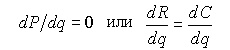 dP/dq = 0 или dR/dq = dC/dq